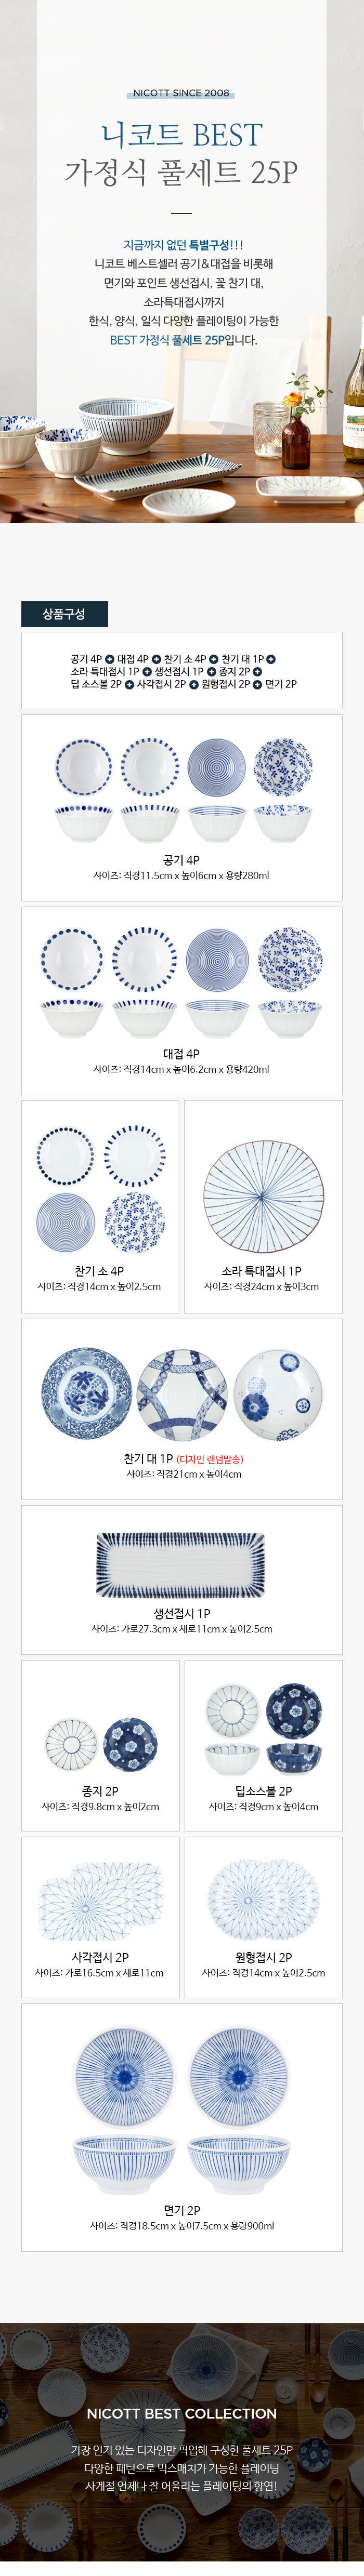 NICOTT SINCE 2008
니코트 BEST
가정식 풀세트 25P
지금까지 없던 특별구성!!!
니코트 베스트셀러 공기&대접을 비롯해
면기와 포인트 생선접시, 꽃 찬기 대,
소라특대접시까지
한식, 양식, 일식 다양한 플레이팅이 가능한
BEST 가정식 풀세트 25P입니다.
상품구성
공기 4P + 대접 4P + 찬기 소 4P + 찬기 대 1P +
소라 특대접시 1P + 생선접시 1P + 종지 2P +
딥 소스볼 2P + 사각접시 2P + 원형접시 2P + 면기 2P
공기 4P
사이즈: 직경11.5cm x 높이6cm x 용량280ml
대접 4P
사이즈: 직경14cm x 높이6.2cm x 용량420ml
찬기 소 4P
사이즈: 직경14cm x 높이2.5cm
소라 특대접시 1P
사이즈: 직경24cm x 높이3cm
찬기 대 1P (디자인 랜덤발송)
사이즈: 직경21cm x 높이4cm
생선접시 1P
사이즈: 가로27.3cm x 세로11cm x 높이2.5cm
종지 2P
사이즈: 직경9.8cm x 높이2cm
딥소스볼 2P
사이즈: 직경9cm x 높이4cm
사각접시 2P
사이즈: 가로16.5cm x 세로11cm
원형접시 2P
사이즈: 직경14cm x 높이2.5cm
면기 2P
사이즈: 직경18.5cm x 높이7.5cm x 용량900ml
NICOTT BEST COLLECTION
가장 인기 있는 디자인만 픽업해 구성한 풀세트 25P
다양한 패턴으로 믹스매치가 가능한 플레이팅
사계절 언제나 잘 어울리는 플레이팅의 향연!